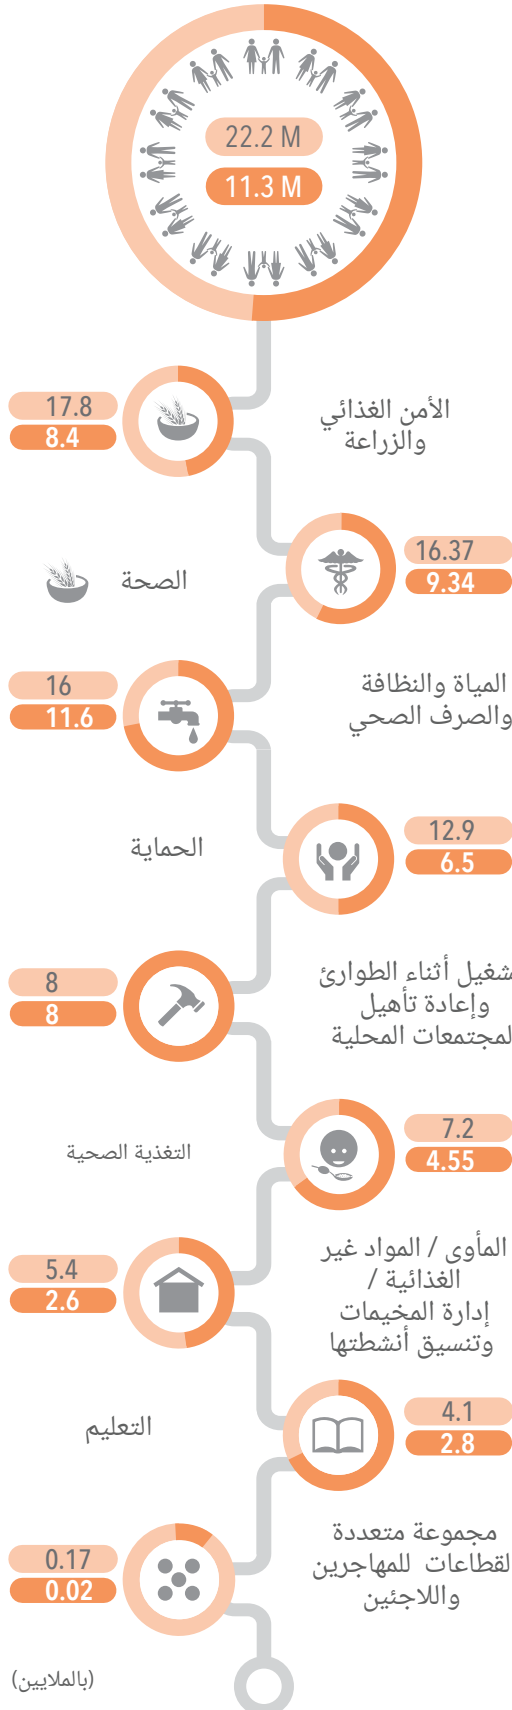 22.2 M
11.3 M
17.8
8.4
الأمن الغذائي
والزراعة
الصحة
16.37
9.34
16
11.6
المياة والنظافة
والصرف الصحي
الحماية
12.9
6.5
8
8
شغيل أثناء الطوارئ
وإعادة تأهيل
لمجتمعات المحلية
التغذية الصحية
7.2
4.55
5.4
2.6
المأوى / المواد غير
الغذائية /
إدارة المخيمات
وتنسيق أنشطتها
التعليم
4.1
2.8
0.17
0.02
مجموعة متعددة
لقطاعات للمهاجرين
واللاجئين
(بالملايين)